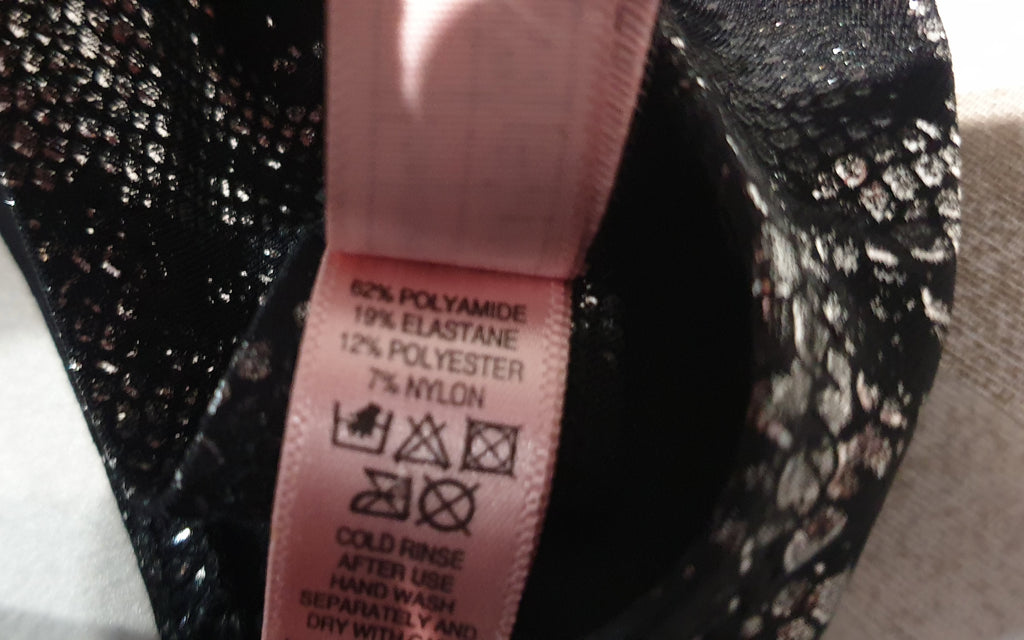 62% POLYAMIDE
19% ELASTANE
12% POLYESTER
7% NYLON
COLD RINSE
AFTER USE
HAND WASH
SEPARATELY AND
DRY WITH